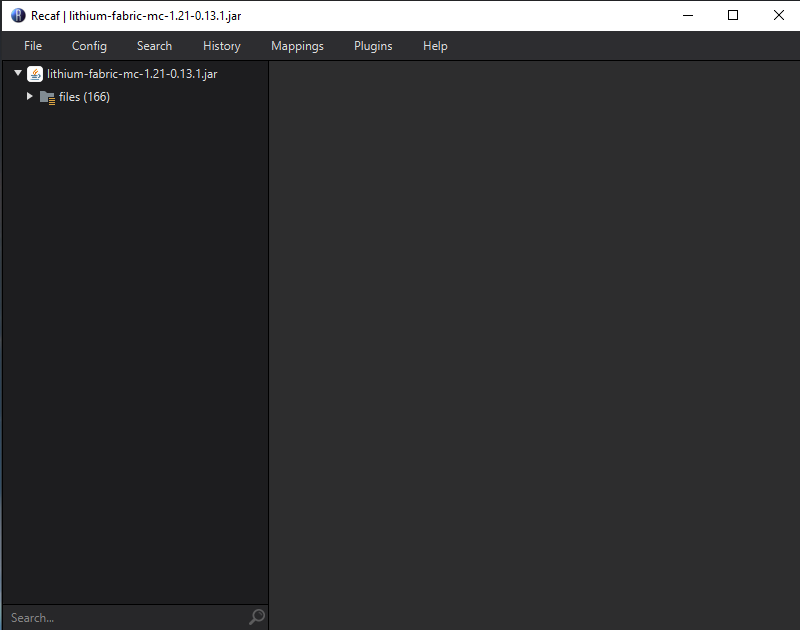 Recaf | lithium-fabric-mc-1.21-0.13.1.jar
File Config Search History Mappings Plugins Help
lithium-fabric-mc-1.21-0.13.1.jar
files (166)
Search...